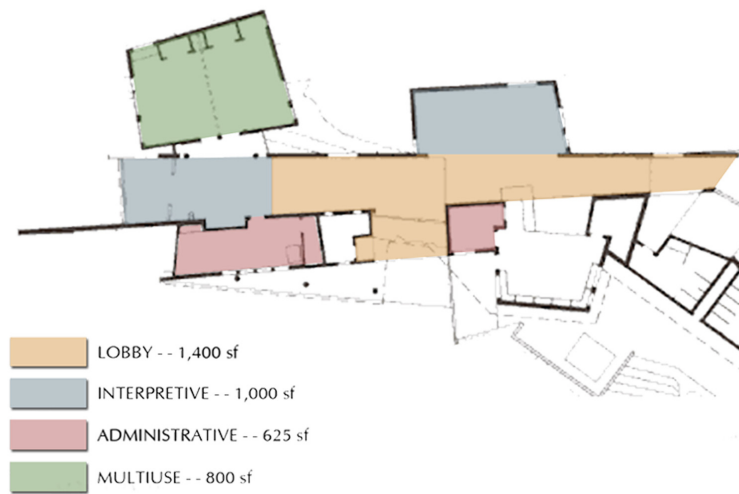 LOBBY - - 1,400 sf
INTERPRETIVE - - 1,000 sf
ADMINISTRATIVE - - 625 sf
MULTIUSE - - 800 sf